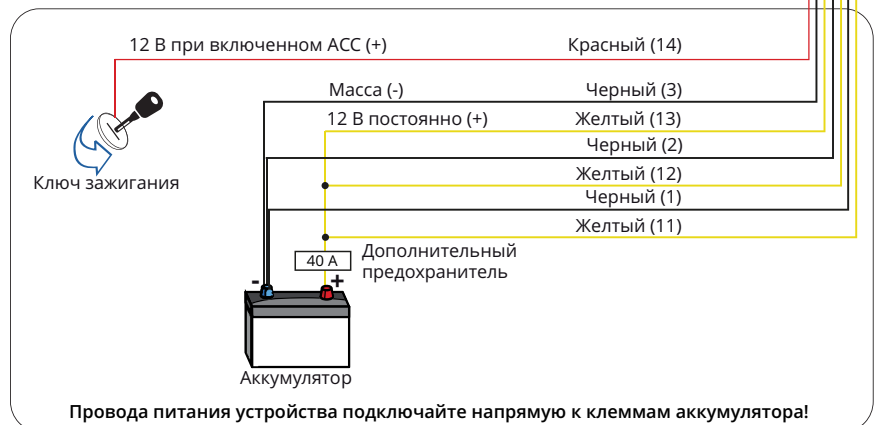 12 В при включенном АСС (+)
Красный (14)
Масса (-)
Черный (3)
12 В постоянно (+)
Желтый (13)
Черный (2)
Желтый (12)
Ключ зажигания
Черный (1)
Желтый (11)
40 А
Дополнительный
предохранитель
- +
Аккумулятор
Провода питания устройства подключайте напрямую к клеммам аккумулятора!